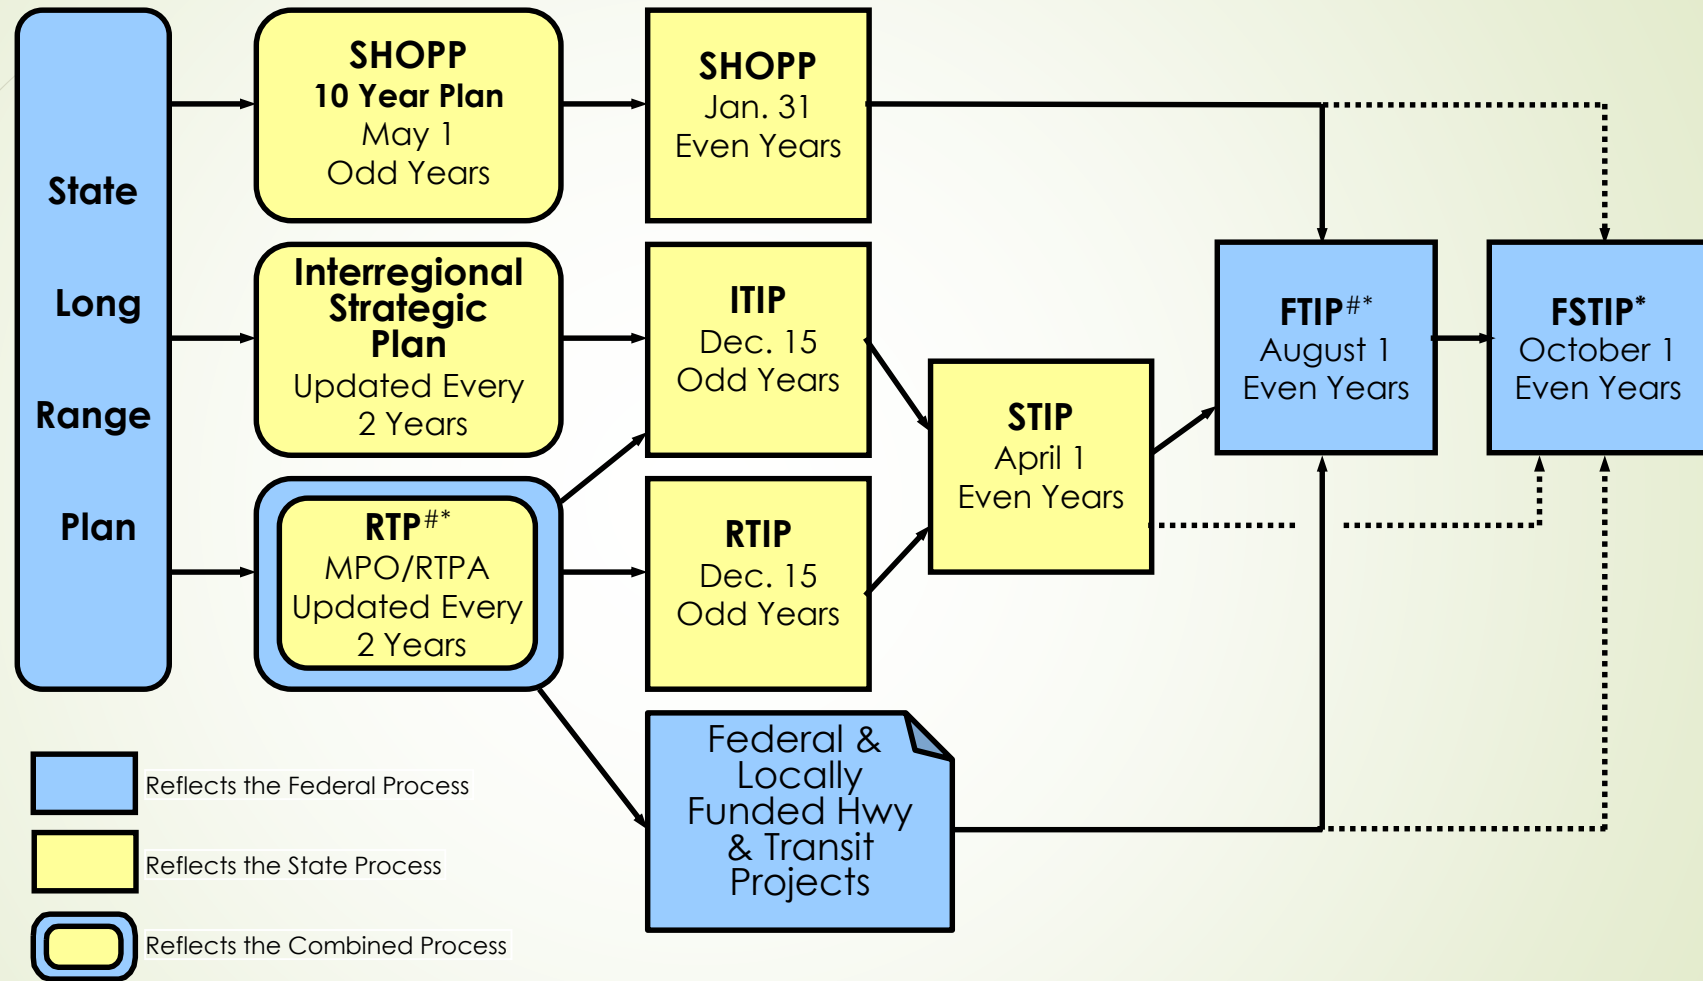 State
Long
Range
Plan
SHOPP
10 Year Plan
May 1
Odd Years
SHOPP
Jan. 31
Even Years
Interregional
Strategic
Plan
Updated Every
2 Years
ITIP
Dec. 15
Odd Years
RTP#*
MPO/RTPA
Updated Every
2 Years
RTIP
Dec. 15
Odd Years
STIP
April 1
Even Years
FTIP#*
August 1
Even Years
FSTIP*
October 1
Even Years
Federal &
Locally
Funded Hwy
& Transit
Projects
Reflects the Federal Process
Reflects the State Process
Reflects the Combined Process